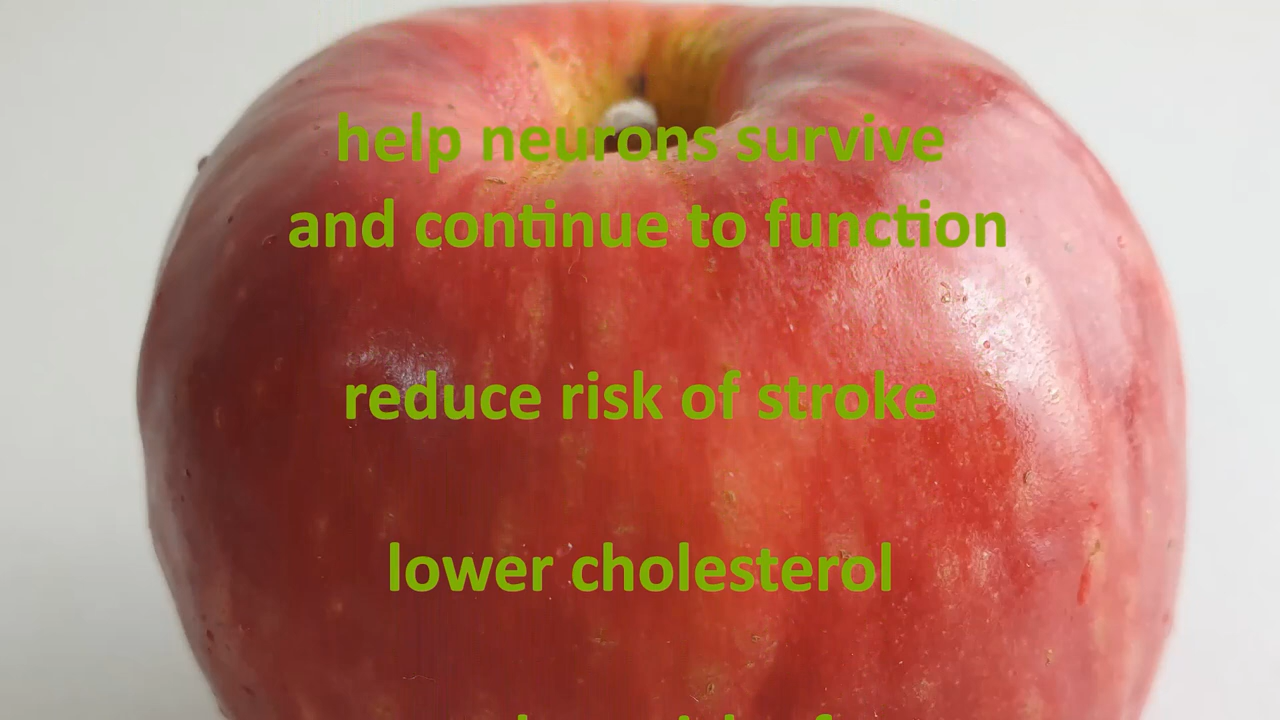 help neurons survive
and continue to function
reduce risk of stroke
lower cholesterol